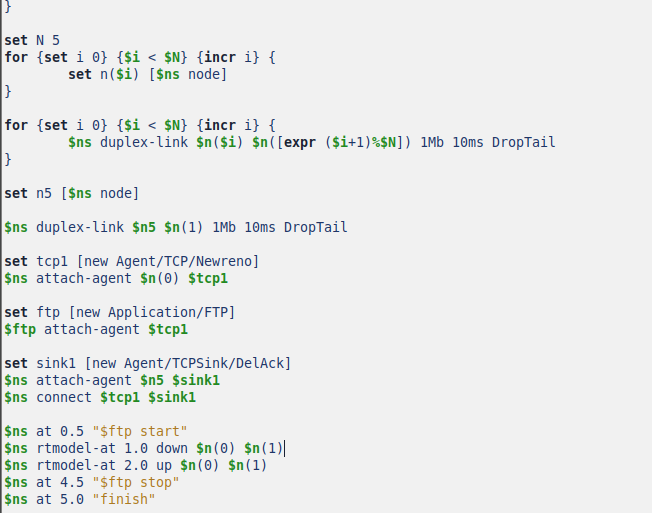 }
set N 5
for {set i 0} {$i < $N} {incr i} {
set n($i) [$ns node]
}
for {set i 0} {$i < $N} {incr i} {
$ns duplex-link $n($i) $n([expr ($i+1)%$N]) 1Mb 10ms DropTail
}
set n5 [$ns node]
$ns duplex-link $n5 $n(1) 1Mb 10ms DropTail
set tcp1 [new Agent/TCP/Newreno]
$ns attach-agent $n(0) $tcp1
set ftp [new Application/FTP]
$ftp attach-agent $tcp1
set sink1 [new Agent/TCPSink/DelAck]
$ns attach-agent $n5 $sink1
$ns connect $tcp1 $sink1
$ns at 0.5 "$ftp start"
$ns rtmodel-at 1.0 down $n(0) $n(1)
$ns rtmodel-at 2.0 up $n(0) $n(1)
$ns at 4.5 "$ftp stop"
$ns at 5.0 "finish"